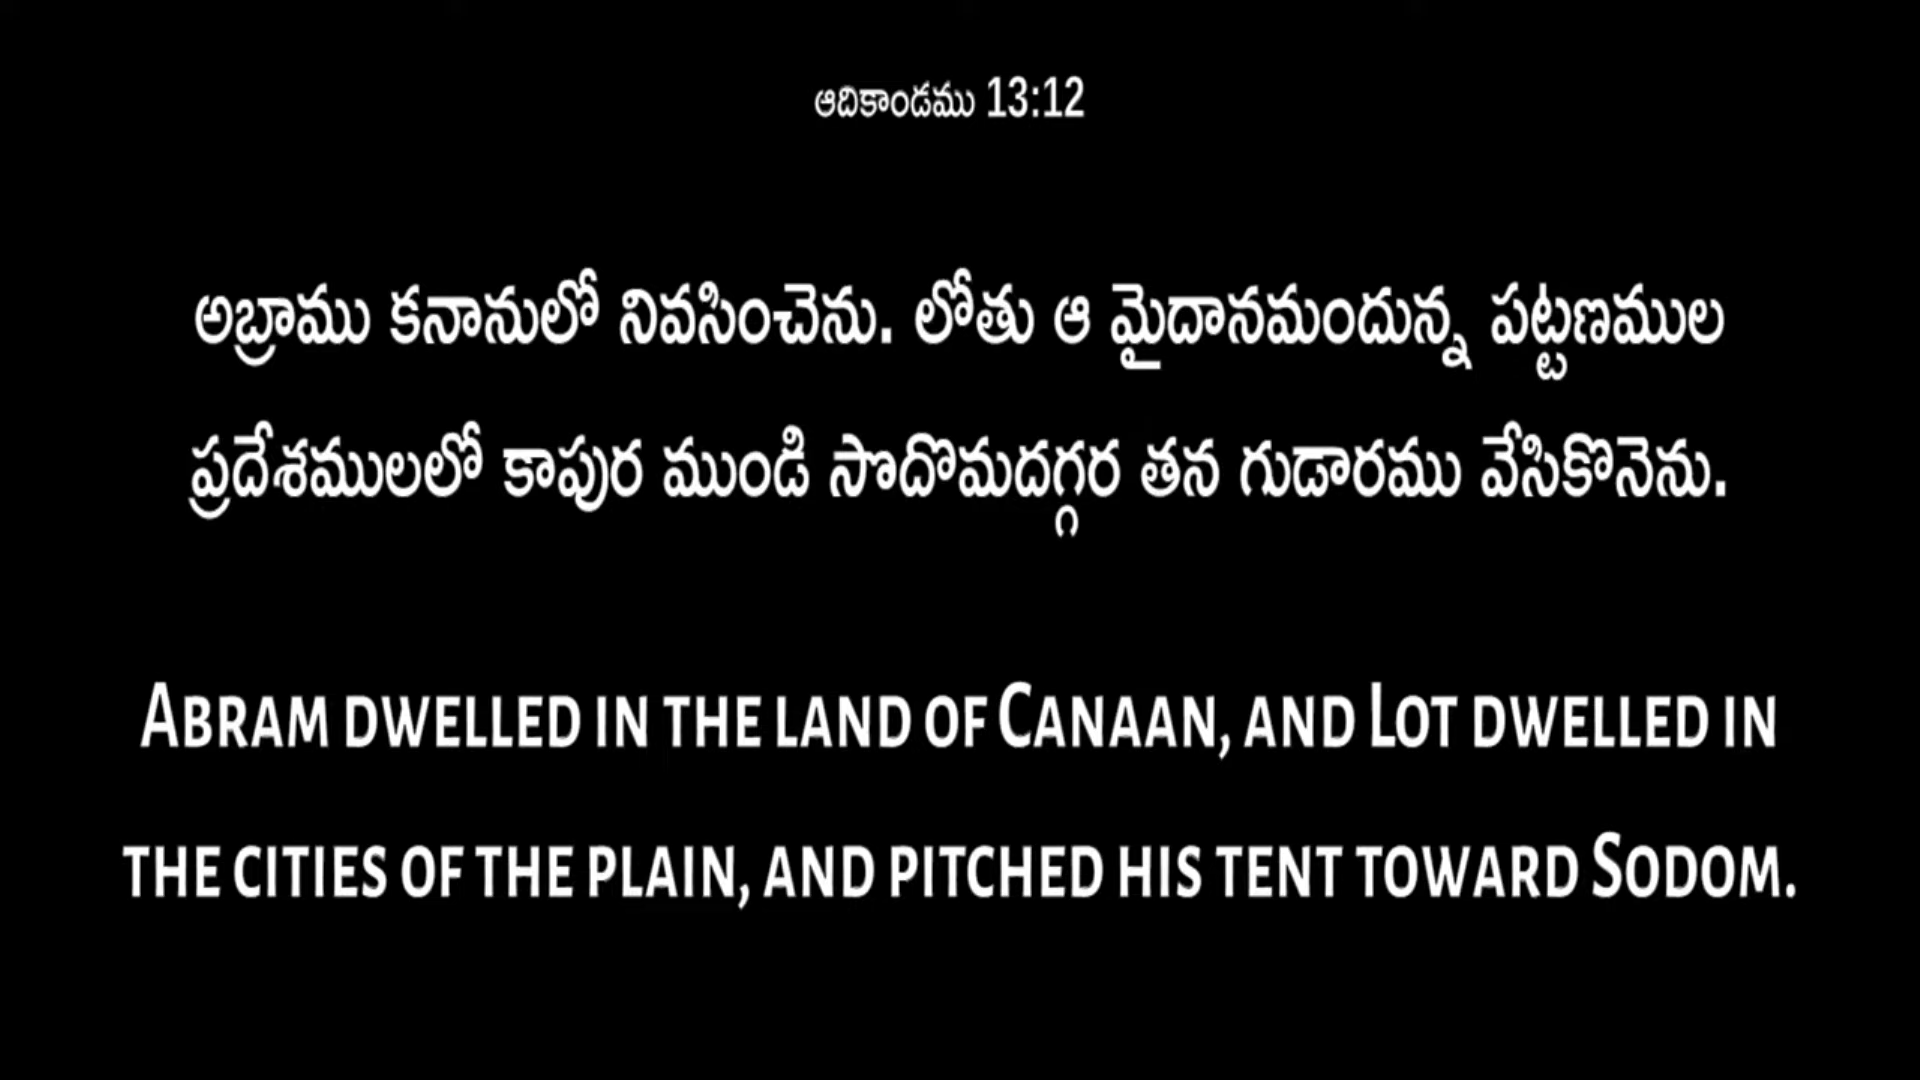 ఆదికాండము 13:12
అబ్రాము కనానులో నివసించెను. లోతు ఆ మైదానమందున్న పట్టణముల
ప్రదేశములలో కాపుర ముండి సొదొమదగ్గర తన గుడారము వేసికొనెను.
Abram dwelled in the land of Canaan, and Lot dwelled in
the cities of the plain, and pitched his tent toward Sodom.